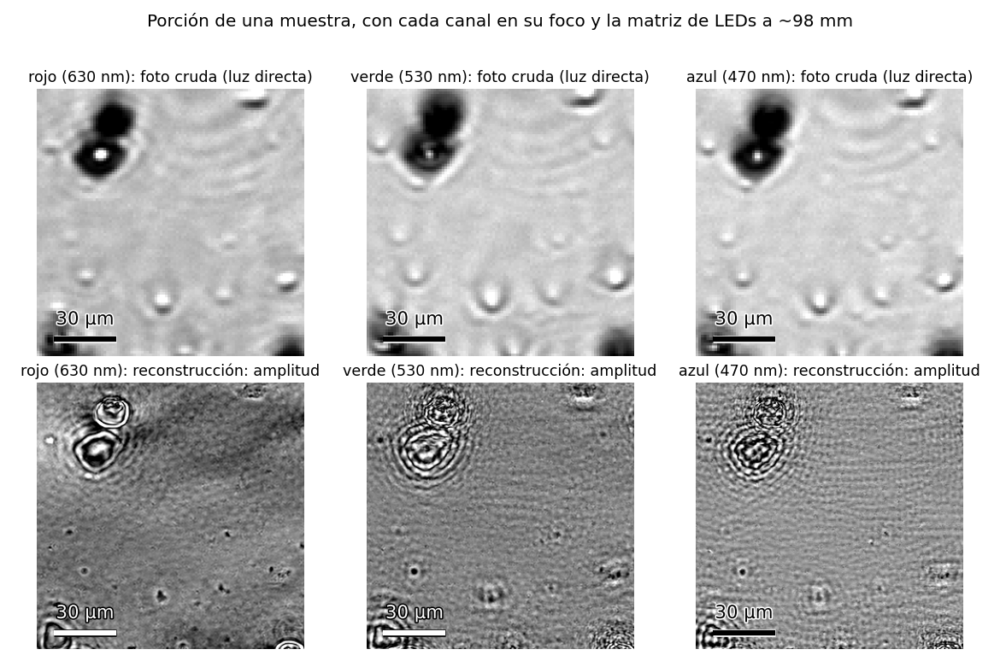 Porción de una muestra, con cada canal en su foco y la matriz de LEDs a ~98 mm
rojo (630 nm): foto cruda (luz directa)
verde (530 nm): foto cruda (luz directa)
azul (470 nm): foto cruda (luz directa)
30 µm
30 µm
30 µm
rojo (630 nm): reconstrucción: amplitud
verde (530 nm): reconstrucción: amplitud
azul (470 nm): reconstrucción: amplitud
30 µm
30 µm
30 µm